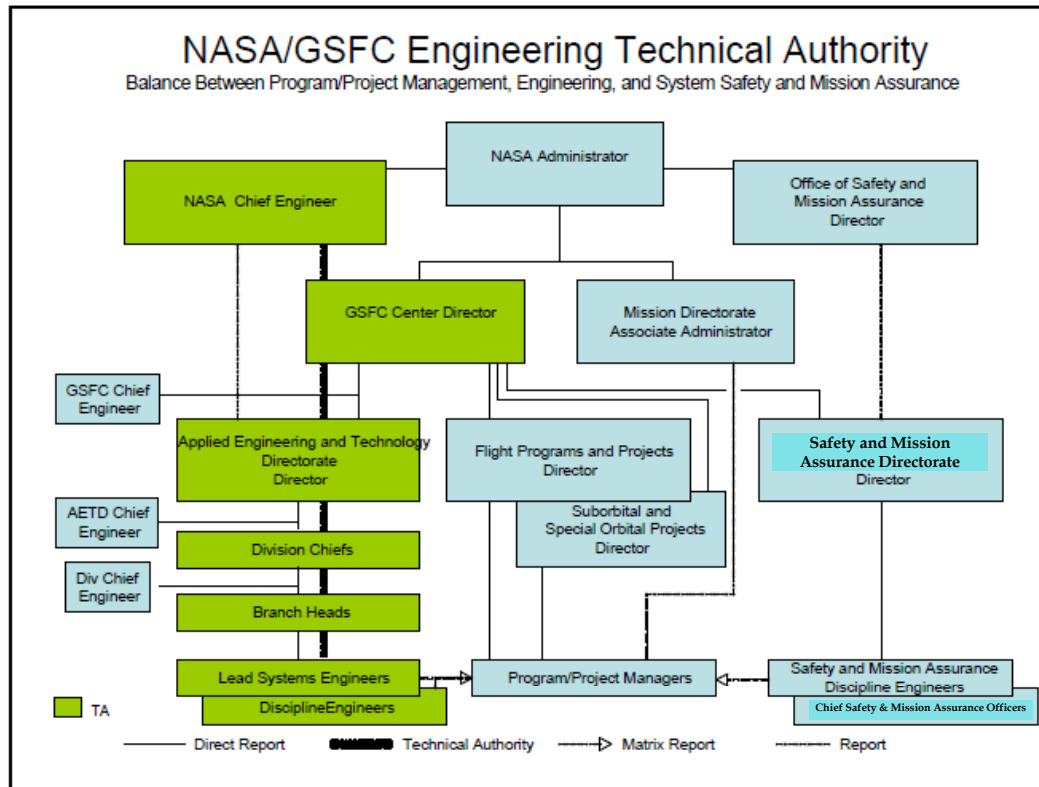 NASA/GSFC Engineering Technical Authority
Balance Between Program/Project Management, Engineering, and System Safety and Mission Assurance
NASA Administrator
NASA Chief Engineer
Office of Safety and
Mission Assurance
Director
GSFC Center Director
Mission Directorate
Associate Administrator
GSFC Chief
Engineer
Applied Engineering and Technology
Directorate
Director
Flight Programs and Projects
Director
Safety and Mission
Assurance Directorate
Director
AETD Chief
Engineer
Suborbital and
Special Orbital Projects
Director
Division Chiefs
Div Chief
Engineer
Branch Heads
Lead Systems Engineers
Program/Project Managers
Safety and Mission Assurance
Discipline Engineers
DisciplineEngineers
Chief Safety & Mission Assurance Officers
TA
Direct Report
Technical Authority
Matrix Report
Report